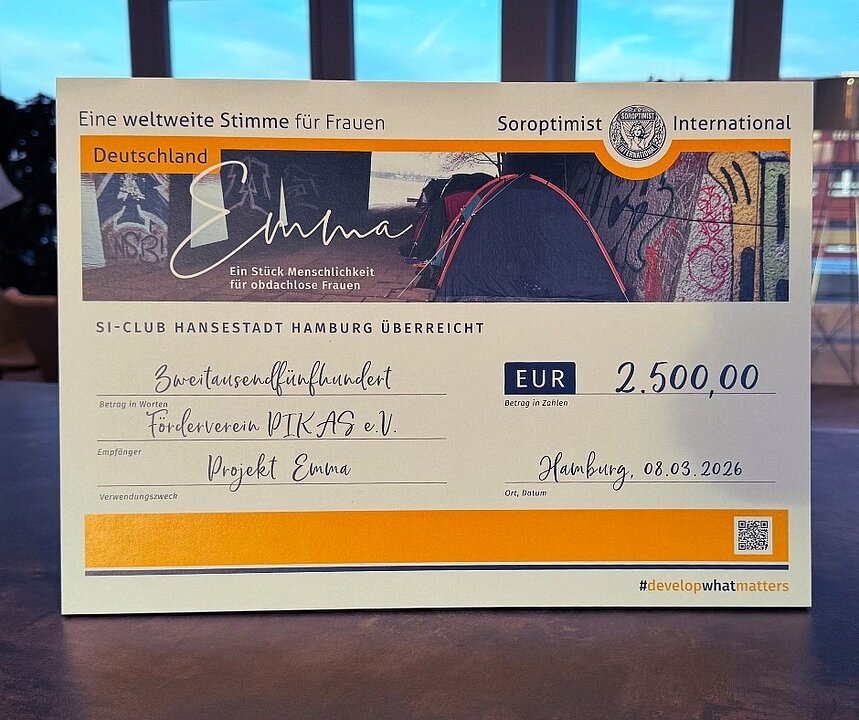 Eine weltweite Stimme für Frauen
Soroptimist International
SOROPTIMIST
INTERNATIONAL
Deutschland
Emma
Ein Stück Menschlichkeit
für obdachlose Frauen
SI-CLUB HANSESTADT HAMBURG ÜBERREICHT
Zweitausendfünfhundert
EUR 2.500,00
Betrag in Worten
Betrag in Zahlen
Förderverein PIKAS e.V.
Empfänger
Projekt Emma
Hamburg, 08.03.2026
Verwendungszweck
Ort, Datum
#developwhatmatters